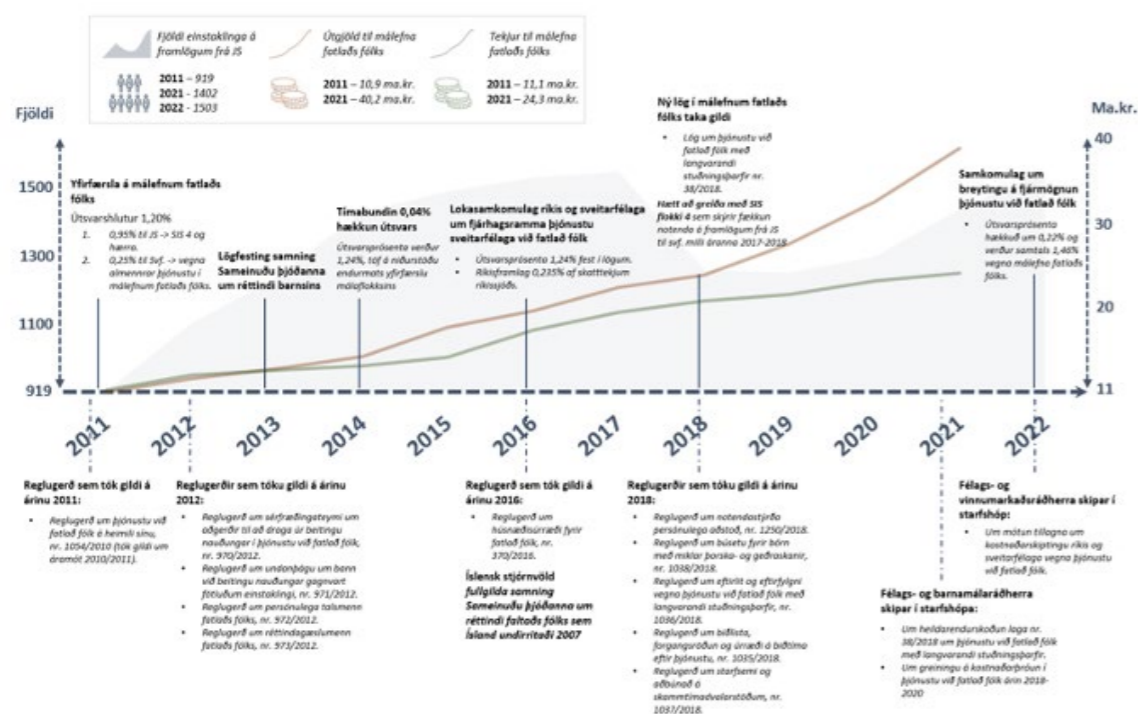 Fjöldi einstaklinga á
framlögum frá JS
2011 – 919
2021 - 1402
2022 - 1503
Útgjöld til málefna
fatlaðs fólks
2011 – 10,9 ma.kr.
2021 – 40,2 ma.kr.
Tekjur til málefna
fatlaðs fólks
2011 – 11,1 ma.kr.
2021 – 24,3 ma.kr.
Fjöldi
1500
1300
1100
919
Ma.kr.
40
30
20
11
Yfirfærsla á málefnum fatlaðs
fólks
Útsvarshlutur 1,20%
1. 0,95% til JS -> SIS 4 og
hærra.
2. 0,25% til Svf. -> vegna
almennrar þjónustu í
málefnum fatlaðs fólks.
Lögfesting samning
Sameinuðu þjóðanna
um réttindi barnsins
Tímabundin 0,04%
hækkun útsvars
Útsvarsprósenta verður
1,24%, tóf á niðurstöðu
endurmats yfirfærslu
málaflokksins
Lokasamkomulag ríkis og sveitarfélaga
um fjárhagsramma þjónustu
sveitarfélaga við fatlað fólk
• Útsvarsprósenta 1,24% fest í lögum.
• Ríkisframlag 0,235% af skatttekjum
ríkissjóðs.
Ný lög í málefnum fatlaðs
fólks taka gildi
• Lög um þjónustu við
fatlað fólk með
langvarandi
stuðningsþarfir nr.
38/2018.
Hætt að greiða með SIS
flokki 4 sem skýrir fækkun
notenda á framlögum frá JS
til svf. milli áranna 2017-2018
Samkomulag um
breytingu á fjármögnun
þjónustu við fatlað fólk
• Útsvarsprósenta
hækkuð um 0,22% og
verður samtals 1,46%
vegna málefna fatlaðs
fólks.
2011
2012
2013
2014
2015
2016
2017
2018
2019
2020
2021
2022
Reglugerð sem tók gildi á
árinu 2011:
• Reglugerð um þjónustu við
fatlað fólk á heimili sínu,
nr. 1054/2010 (tók gildi um
áramót 2010/2011).
Reglugerðir sem tóku gildi á árinu
2012:
• Reglugerð um sérfræðingateymi um
aðgerðir til að draga úr beitingu
nauðungar í þjónustu við fatlað fólk,
nr. 970/2012.
• Reglugerð um undanþágu um bann
við beitingu nauðungar gagnvart
fötluðum einstaklingi, nr. 971/2012.
• Reglugerð um persónulega talsmenn
fatlaðs fólks, nr. 972/2012.
• Reglugerð um réttindagæslumenn
fatlaðs fólks, nr. 973/2012.
Reglugerð sem tók gildi á
árinu 2016:
• Reglugerð um
húsnæðisúrræði fyrir
fatlað fólk, nr.
370/2016.
Íslensk stjórnvöld
fullgilda samning
Sameinuðu þjóðanna um
réttindi faltaðs fólks sem
Ísland undirritaði 2007
Reglugerðir sem tóku gildi á árinu
2018:
• Reglugerð um notendastýrða
persónulega aðstoð, nr. 1250/2018.
• Reglugerð um búsetu fyrir börn
með miklar þroska- og geðraskanir,
nr. 1038/2018.
• Reglugerð um eftirlit og eftirfylgni
vegna þjónustu við fatlað fólk með
langvarandi stuðningsþarfir, nr.
1036/2018.
• Reglugerð um biðlista,
forgangsröðun og úrræði á biðtíma
eftir þjónustu, nr. 1035/2018.
• Reglugerð um starfsemi og
aðbúnað á
skammtímadvalarstöðum, nr.
1037/2018.
Félags- og
vinnumarkaðsráðherra skipar í
starfshóp:
• Um mótun tillagna um
kostnaðarskiptingu ríkis og
sveitarfélaga vegna þjónustu
við fatlað fólk.
Félags- og barnamálaráðherra
skipar í starfshópa:
• Um heildarendurskoðun laga nr.
38/2018 um þjónustu við fatlað fólk
með langvarandi stuðningsþarfir.
• Um greiningu á kostnaðarþróun í
þjónustu við fatlað fólk árin 2018-
2020